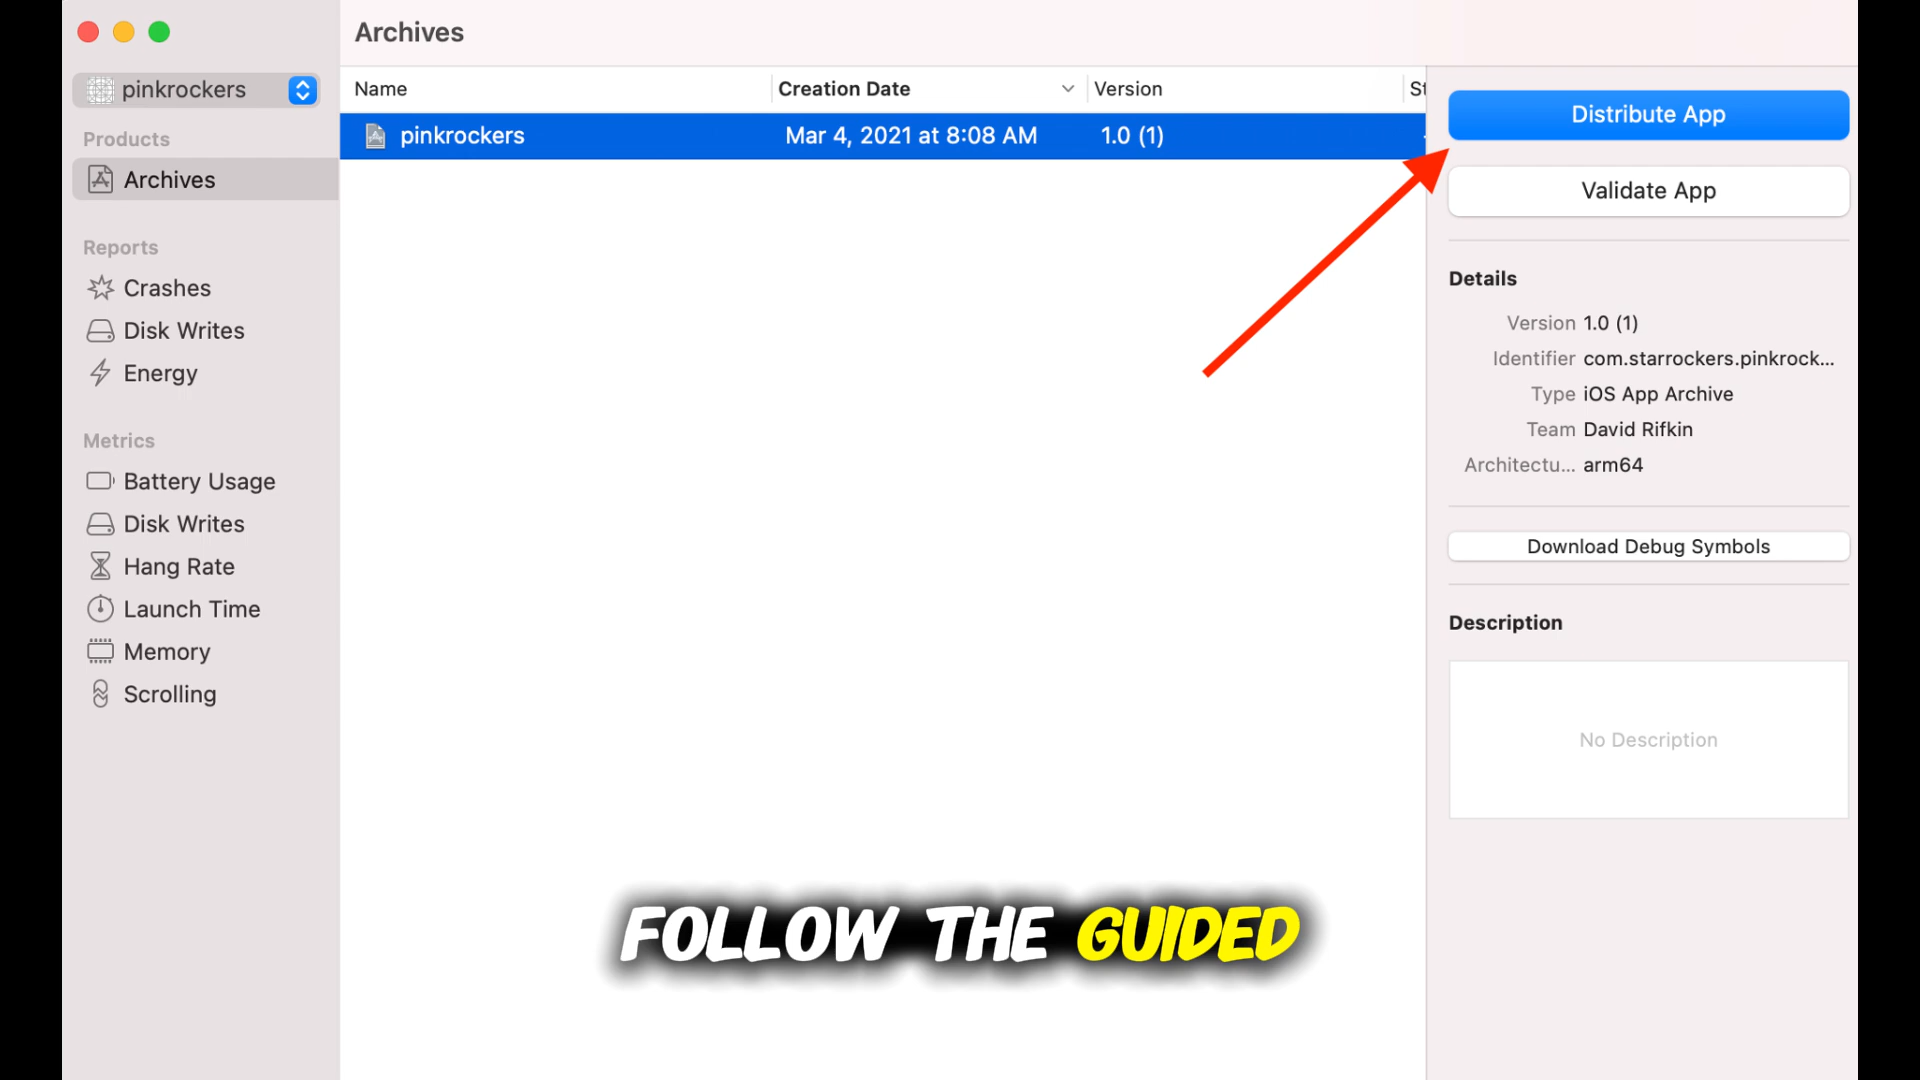 Archives
pinkrockers
Products
Archives
Reports
Crashes
Disk Writes
Energy
Metrics
Battery Usage
Disk Writes
Hang Rate
Launch Time
Memory
Scrolling
Name Creation Date Version St
pinkrockers Mar 4, 2021 at 8:08 AM 1.0 (1)
Distribute App
Validate App
Details
Version 1.0 (1)
Identifier com.starrockers.pinkrock...
Type iOS App Archive
Team David Rifkin
Architectu... arm64
Download Debug Symbols
Description
No Description
FOLLOW THE GUIDED